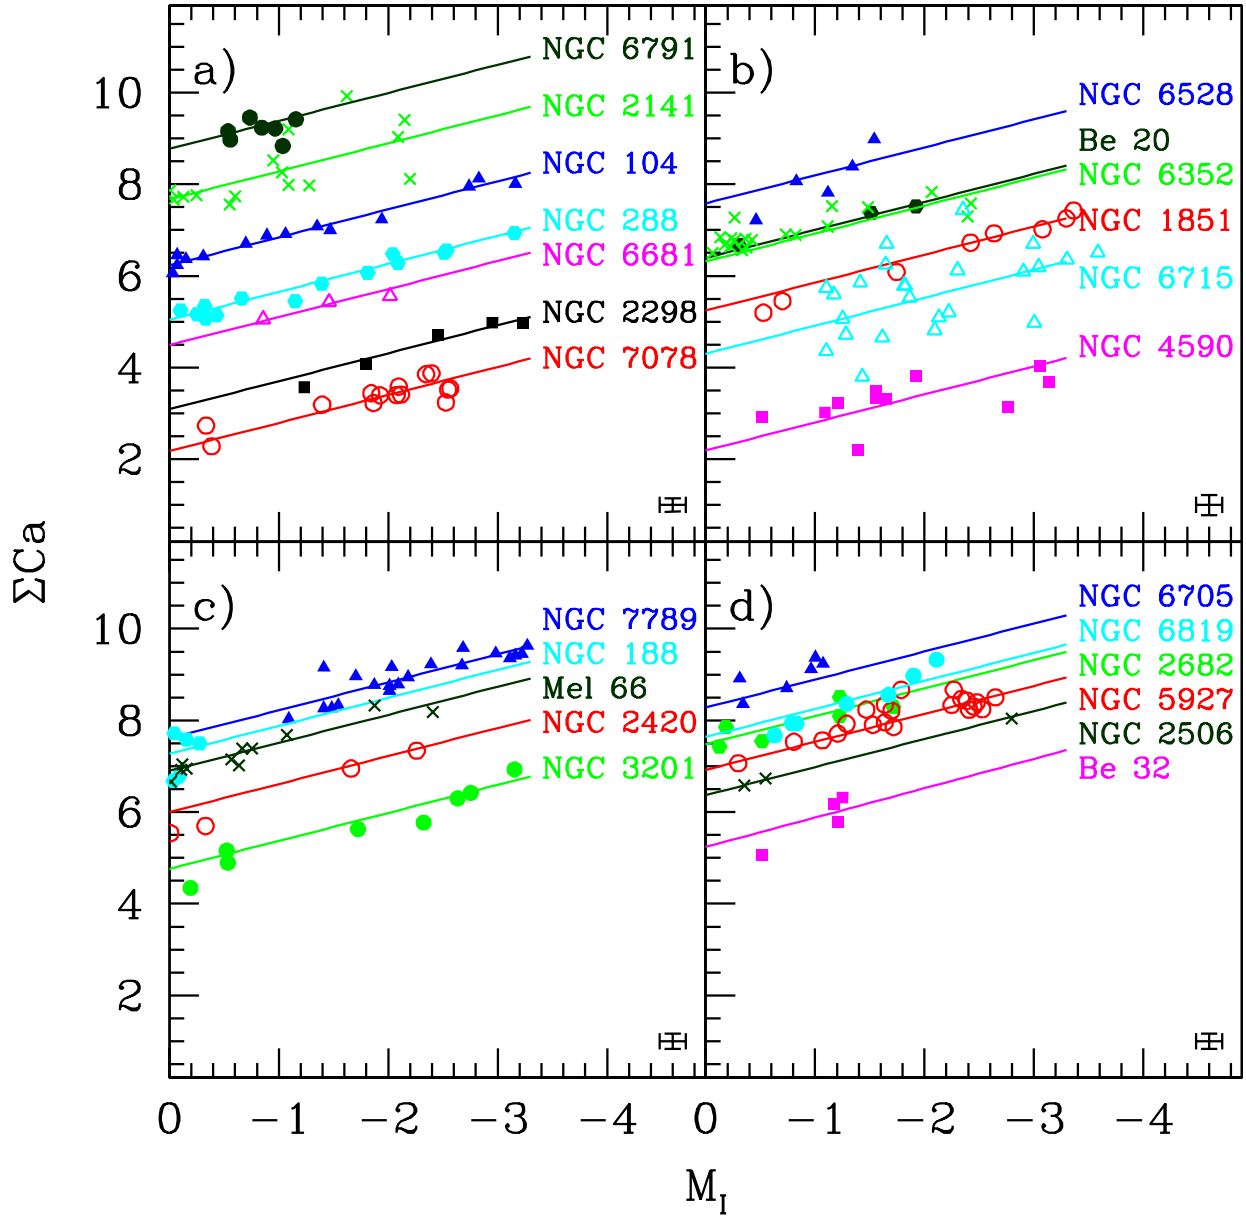 a)
NGC 6791
NGC 2141
NGC 104
NGC 288
NGC 6681
NGC 2298
NGC 7078
10
8
6
4
2
b)
NGC 6528
Be 20
NGC 6352
NGC 1851
NGC 6715
NGC 4590
ΣCa
c)
NGC 7789
NGC 188
Mel 66
NGC 2420
NGC 3201
10
8
6
4
2
0 −1 −2 −3 −4
d)
NGC 6705
NGC 6819
NGC 2682
NGC 5927
NGC 2506
Be 32
0 −1 −2 −3 −4
M_I